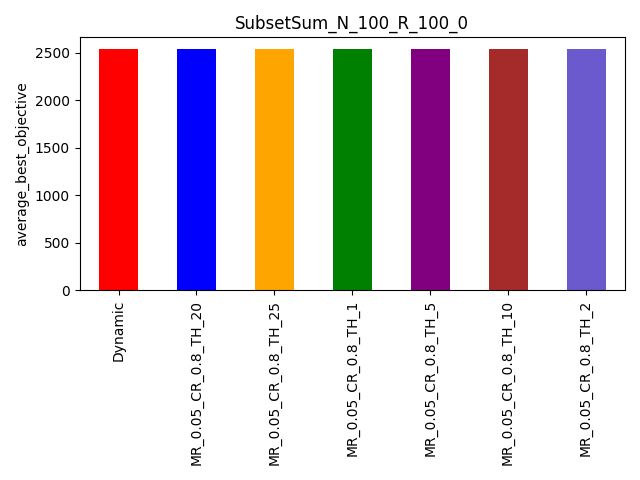 SubsetSum_N_100_R_100_0
average_best_objective
2500
2000
1500
1000
500
0
Dynamic
MR_0.05_CR_0.8_TH_20
MR_0.05_CR_0.8_TH_25
MR_0.05_CR_0.8_TH_1
MR_0.05_CR_0.8_TH_5
MR_0.05_CR_0.8_TH_10
MR_0.05_CR_0.8_TH_2